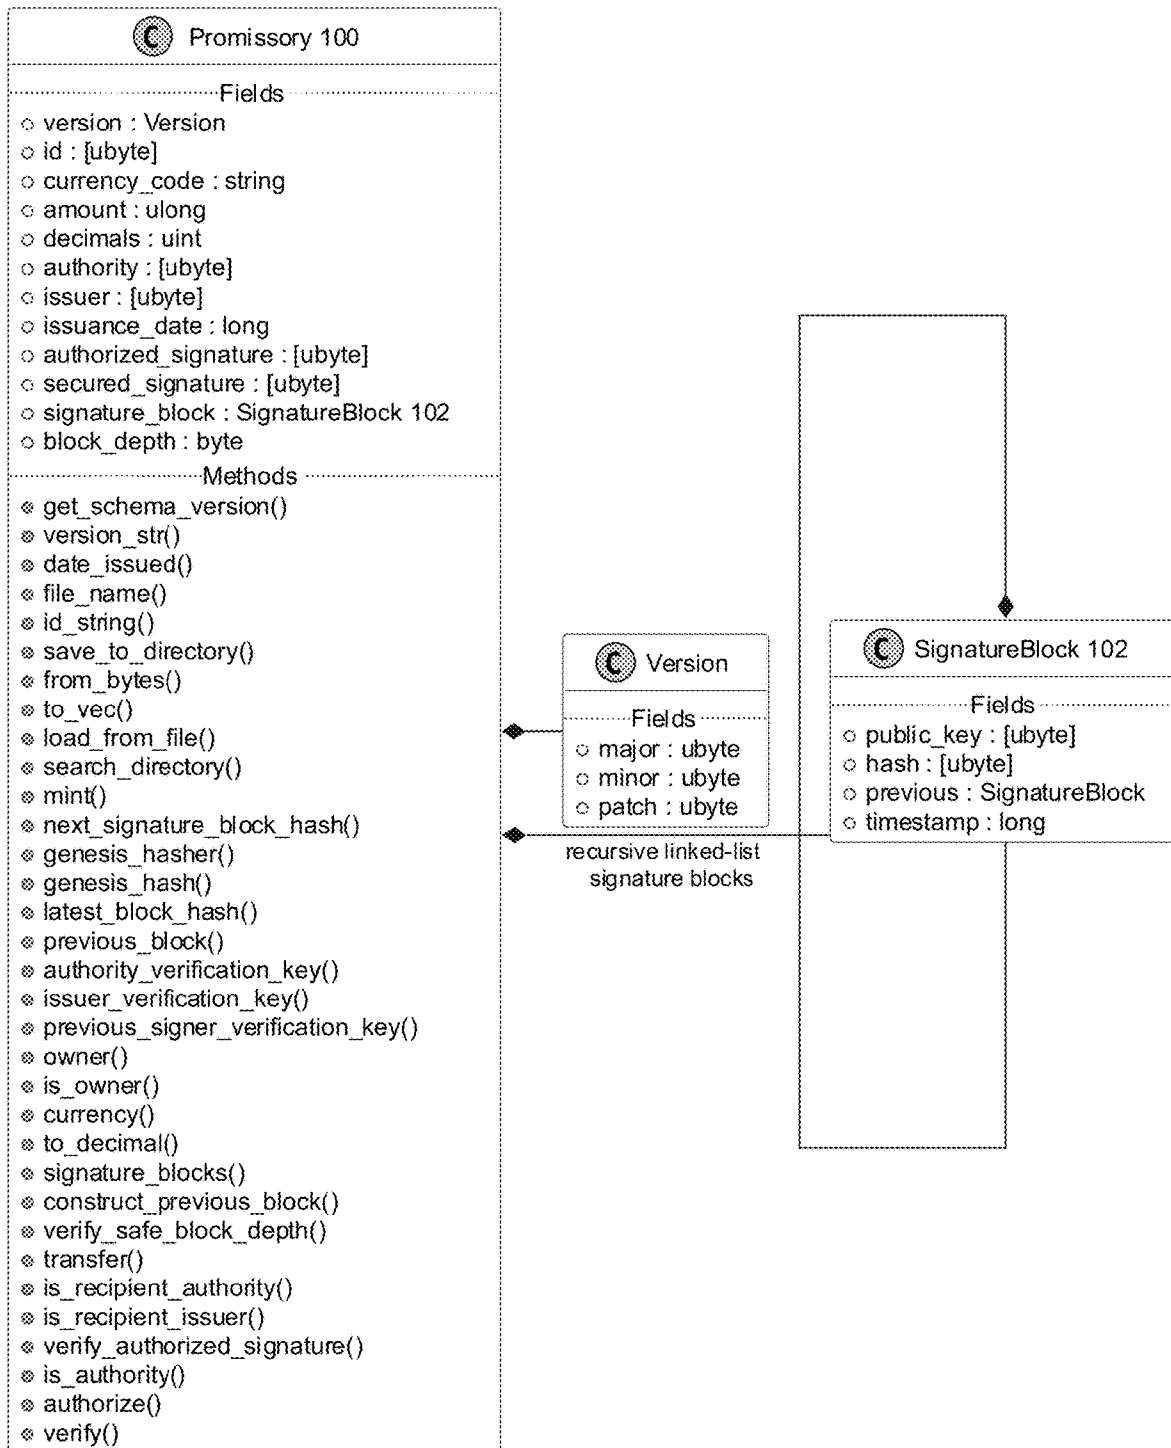 C Promissory 100
Fields
version : Version
id : [ubyte]
currency_code : string
amount : ulong
decimals : uint
authority : [ubyte]
issuer : [ubyte]
issuance_date : long
authorized_signature : [ubyte]
secured_signature : [ubyte]
signature_block : SignatureBlock 102
block_depth : byte
Methods
get_schema_version()
version_str()
date_issued()
file_name()
id_string()
save_to_directory()
from_bytes()
to_vec()
load_from_file()
search_directory()
mint()
next_signature_block_hash()
genesis_hasher()
genesis_hash()
latest_block_hash()
previous_block()
authority_verification_key()
issuer_verification_key()
previous_signer_verification_key()
owner()
is_owner()
currency()
to_decimal()
signature_blocks()
construct_previous_block()
verify_safe_block_depth()
transfer()
is_recipient_authority()
is_recipient_issuer()
verify_authorized_signature()
is_authority()
authorize()
verify()
C Version
Fields
major : ubyte
minor : ubyte
patch : ubyte
recursive linked-list
signature blocks
C SignatureBlock 102
Fields
public_key : [ubyte]
hash : [ubyte]
previous : SignatureBlock
timestamp : long